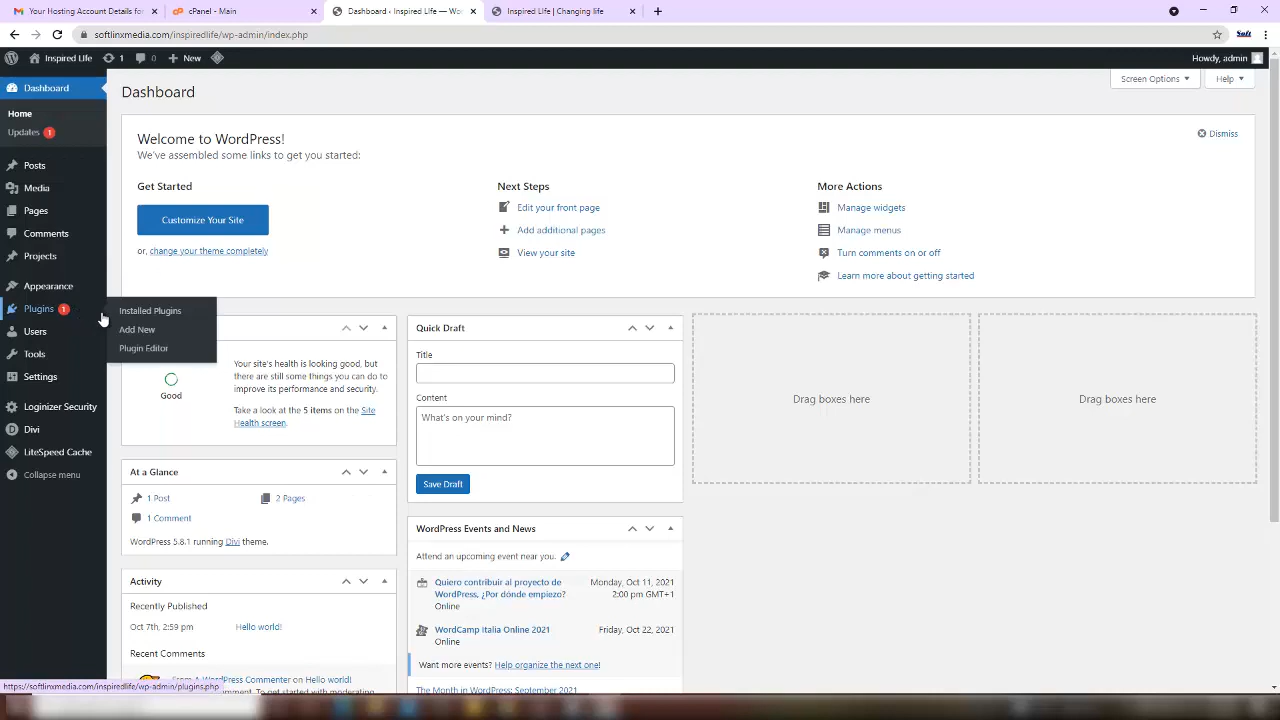 Your Hosting Account Details for
cPanel - Main
Dashboard ‹ Inspired Life — Wor
Inspired Life | Changing life
softlinxmedia.com/inspiredlife/wp-admin/index.php
Soft
Inspired Life
1
0
New
Howdy, admin
Dashboard
Home
Updates 1
Posts
Media
Pages
Comments
Projects
Appearance
Plugins 1
Users
Tools
Settings
Loginizer Security
Divi
LiteSpeed Cache
Collapse menu
Installed Plugins
Add New
Plugin Editor
Screen Options
Help
Dashboard
Welcome to WordPress!
We've assembled some links to get you started:
Dismiss
Get Started
Customize Your Site
or, change your theme completely
Next Steps
Edit your front page
Add additional pages
View your site
More Actions
Manage widgets
Manage menus
Turn comments on or off
Learn more about getting started
Good
Your site's health is looking good, but
there are still some things you can do to
improve its performance and security.
Take a look at the 5 items on the Site
Health screen.
At a Glance
1 Post
2 Pages
1 Comment
WordPress 5.8.1 running Divi theme.
Activity
Recently Published
Oct 7th, 2:59 pm
Hello world!
Recent Comments
From A WordPress Commenter on Hello world!
comment. To get started with moderating,
Quick Draft
Title
Content
What's on your mind?
Save Draft
WordPress Events and News
Attend an upcoming event near you.
Quiero contribuir al proyecto de
WordPress, ¿Por dónde empiezo?
Online
Monday, Oct 11, 2021
2:00 pm GMT+1
WordCamp Italia Online 2021
Online
Friday, Oct 22, 2021
Want more events? Help organize the next one!
The Month in WordPress: September 2021
Drag boxes here
Drag boxes here
https://softlinxmedia.com/inspiredlife/wp-admin/plugins.php